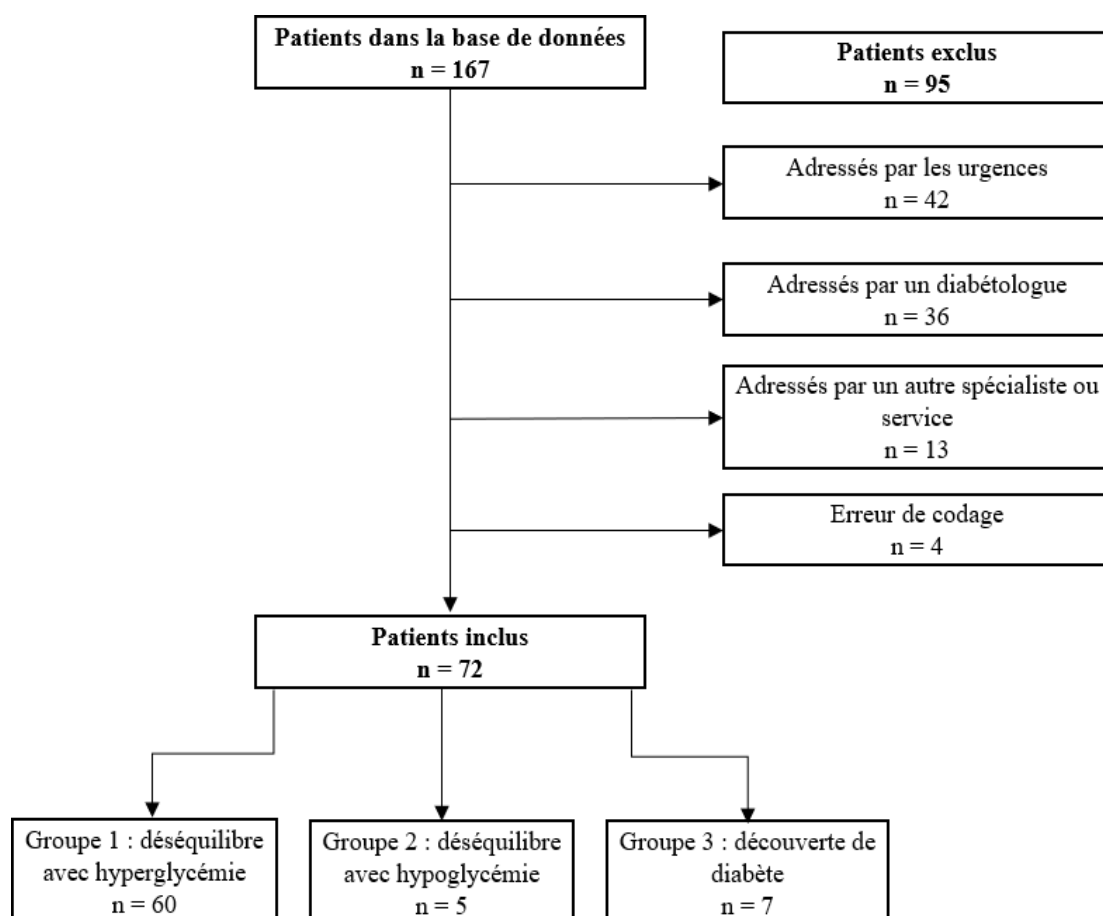 Patients dans la base de données
n = 167
Patients exclus
n = 95
Adressés par les urgences
n = 42
Adressés par un diabétologue
n = 36
Adressés par un autre spécialiste ou
service
n = 13
Erreur de codage
n = 4
Patients inclus
n = 72
Groupe 1 : déséquilibre
avec hyperglycémie
n = 60
Groupe 2 : déséquilibre
avec hypoglycémie
n = 5
Groupe 3 : découverte de
diabète
n = 7